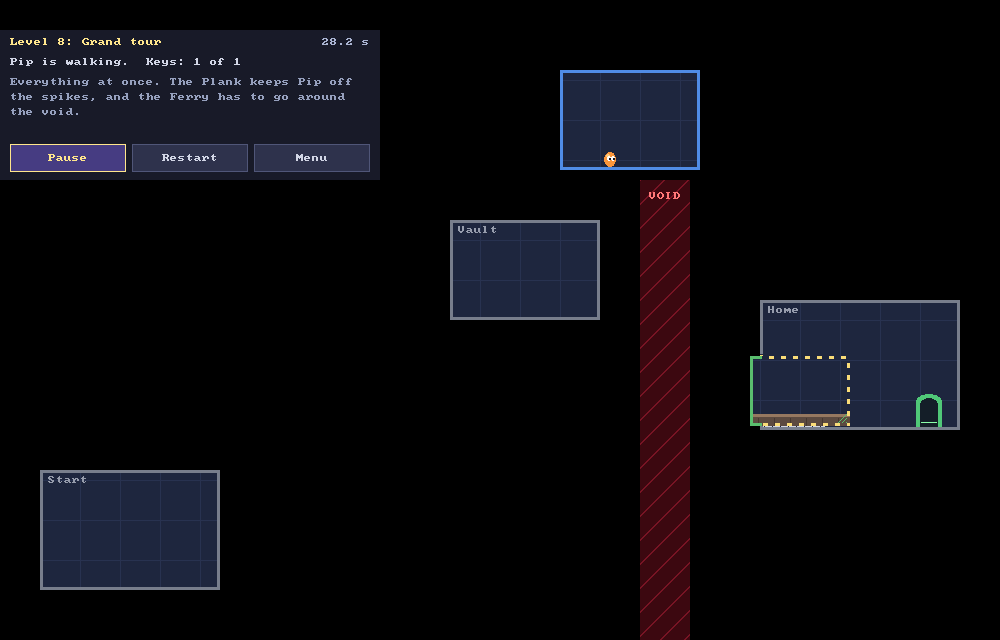 Level 8: Grand tour 28.2 s
Pip is walking. Keys: 1 of 1
Everything at once. The Plank keeps Pip off
the spikes, and the Ferry has to go around
the void.
Pause Restart Menu
VOID
Vault
Home
Start